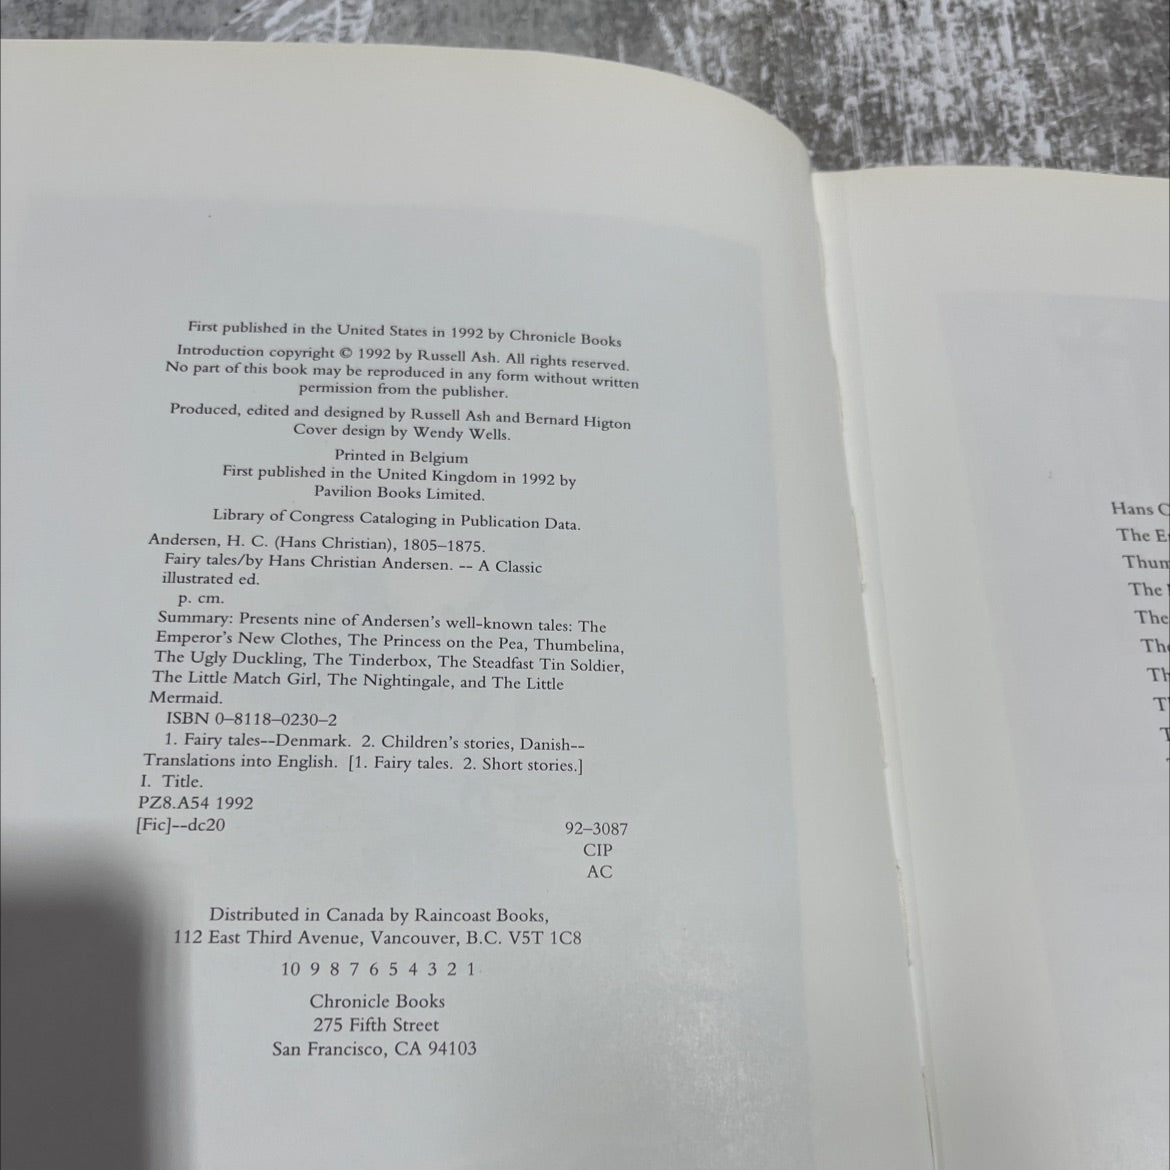 First published in the United States in 1992 by Chronicle Books
Introduction copyright © 1992 by Russell Ash. All rights reserved.
No part of this book may be reproduced in any form without written
permission from the publisher.
Produced, edited and designed by Russell Ash and Bernard Higton
Cover design by Wendy Wells.
Printed in Belgium
First published in the United Kingdom in 1992 by
Pavilion Books Limited.
Library of Congress Cataloging in Publication Data.
Andersen, H. C. (Hans Christian), 1805–1875.
Fairy tales/by Hans Christian Andersen. -- A Classic
illustrated ed.
p. cm.
Summary: Presents nine of Andersen's well-known tales: The
Emperor's New Clothes, The Princess on the Pea, Thumbelina,
The Ugly Duckling, The Tinderbox, The Steadfast Tin Soldier,
The Little Match Girl, The Nightingale, and The Little
Mermaid.
ISBN 0–8118–0230–2
1. Fairy tales--Denmark. 2. Children's stories, Danish--
Translations into English. [1. Fairy tales. 2. Short stories.]
I. Title.
PZ8.A54 1992
[Fic]--dc20 92–3087
CIP
AC
Distributed in Canada by Raincoast Books,
112 East Third Avenue, Vancouver, B.C. V5T 1C8
10 9 8 7 6 5 4 3 2 1
Chronicle Books
275 Fifth Street
San Francisco, CA 94103
Hans C
The E
Thum
The
The
The
Th
T
T